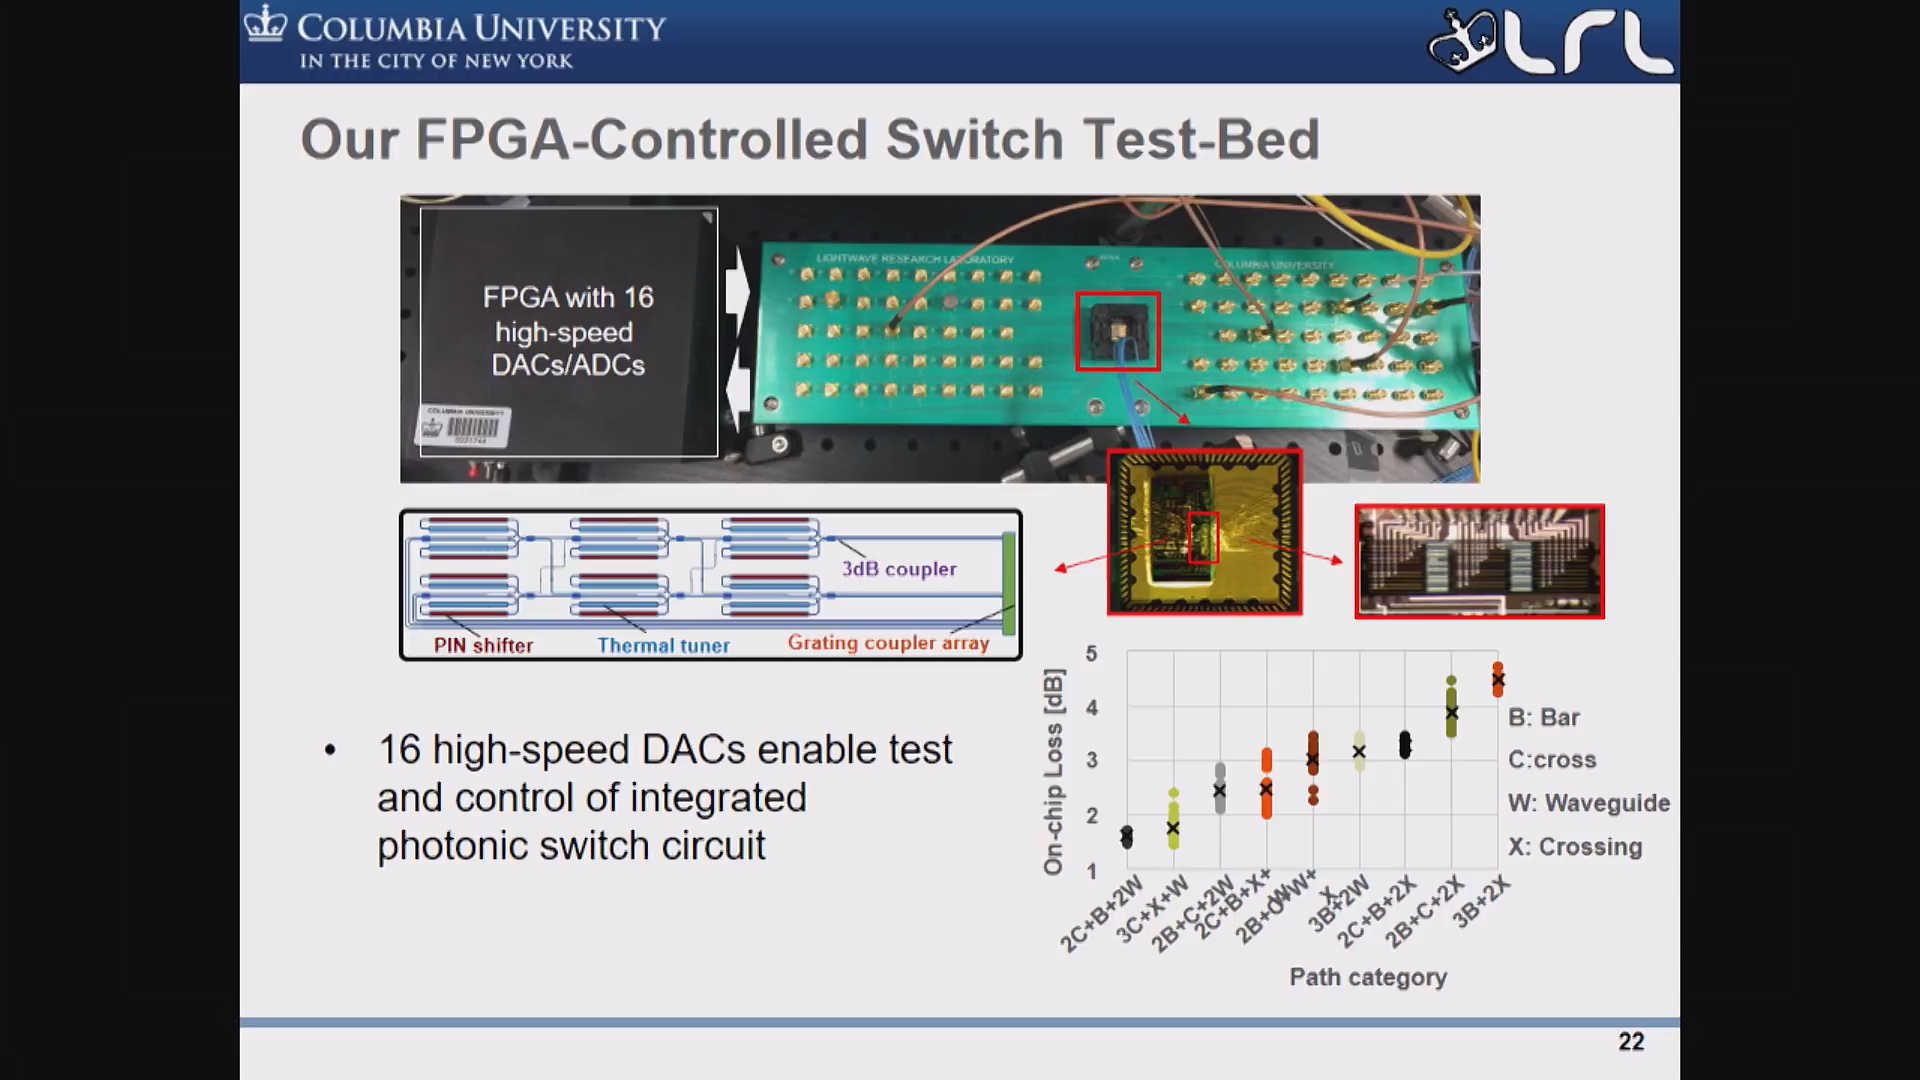 COLUMBIA UNIVERSITY
IN THE CITY OF NEW YORK
LRL
Our FPGA-Controlled Switch Test-Bed
LIGHTWAVE RESEARCH LABORATORY
COLUMBIA UNIVERSITY
FPGA with 16
high-speed
DACs/ADCs
COLUMBIA UNIVERSITY
3dB coupler
PIN shifter
Thermal tuner
Grating coupler array
• 16 high-speed DACs enable test
and control of integrated
photonic switch circuit
On-chip Loss [dB]
5
4
3
2
1
2C+B+2W
3C+X+W
2B+C+2W
2C+B+X+
W
2B+C+W+
X
3B+2W
2C+B+2X
2B+C+2X
3B+2X
Path category
B: Bar
C:cross
W: Waveguide
X: Crossing
22